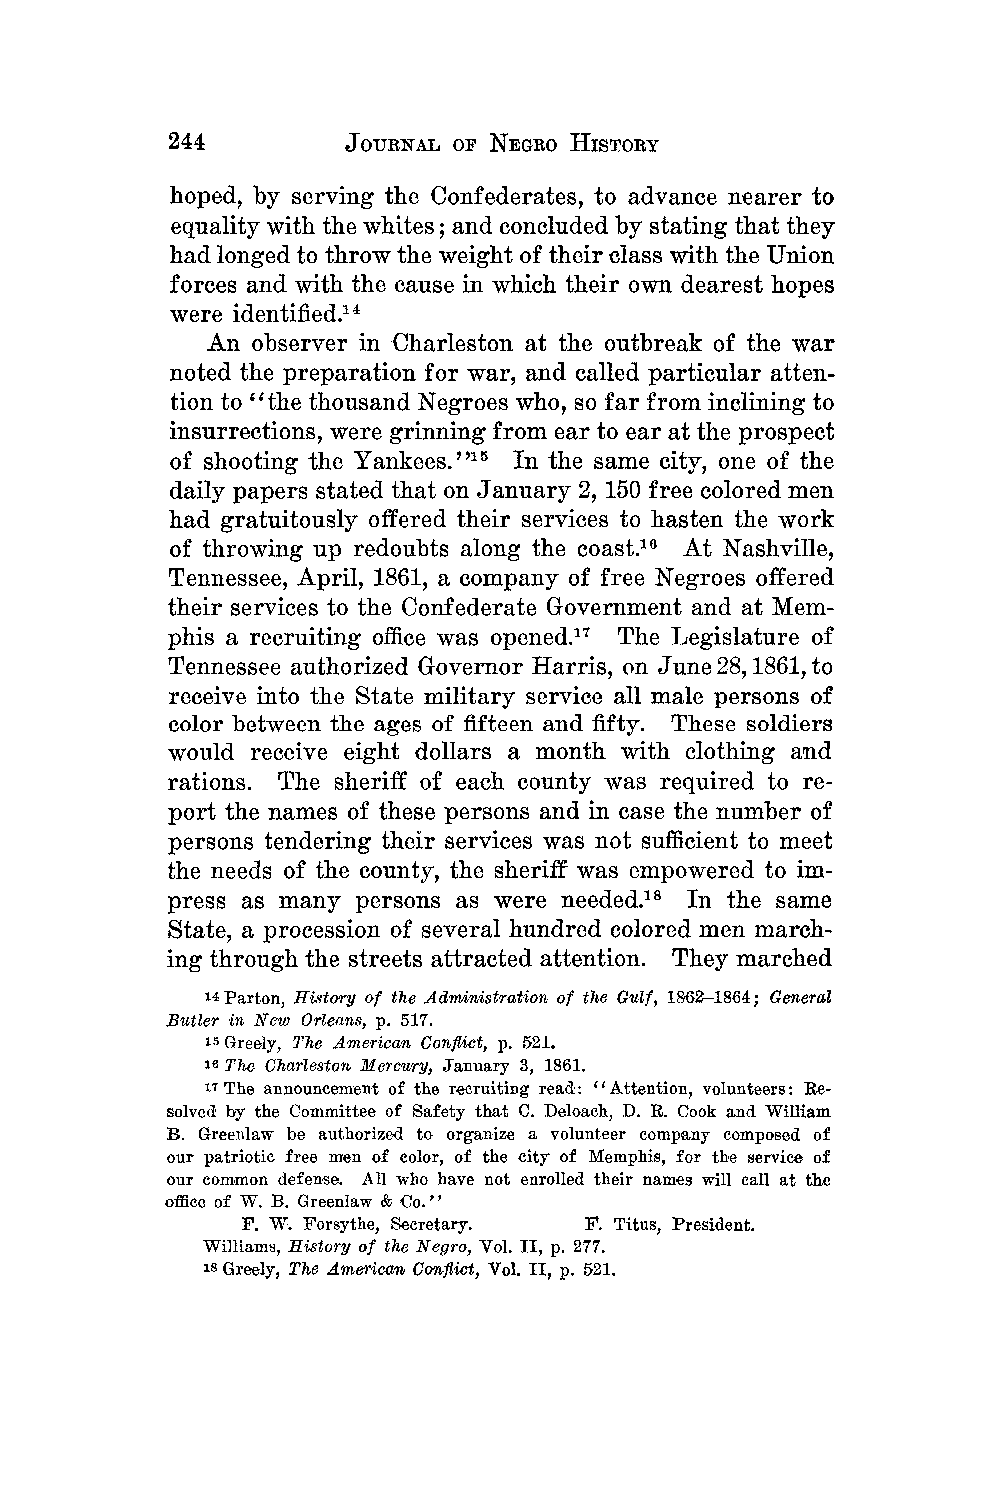 244 JOURNAL OF NEGRO HISTORY
hoped, by serving the Confederates, to advance nearer to
equality with the whites; and concluded by stating that they
had longed to throw the weight of their class with the Union
forces and with the cause in which their own dearest hopes
were identified.¹⁴
An observer in Charleston at the outbreak of the war
noted the preparation for war, and called particular atten-
tion to "the thousand Negroes who, so far from inclining to
insurrections, were grinning from ear to ear at the prospect
of shooting the Yankees."¹⁵ In the same city, one of the
daily papers stated that on January 2, 150 free colored men
had gratuitously offered their services to hasten the work
of throwing up redoubts along the coast.¹⁶ At Nashville,
Tennessee, April, 1861, a company of free Negroes offered
their services to the Confederate Government and at Mem-
phis a recruiting office was opened.¹⁷ The Legislature of
Tennessee authorized Governor Harris, on June 28, 1861, to
receive into the State military service all male persons of
color between the ages of fifteen and fifty. These soldiers
would receive eight dollars a month with clothing and
rations. The sheriff of each county was required to re-
port the names of these persons and in case the number of
persons tendering their services was not sufficient to meet
the needs of the county, the sheriff was empowered to im-
press as many persons as were needed.¹⁸ In the same
State, a procession of several hundred colored men march-
ing through the streets attracted attention. They marched
¹⁴ Parton, History of the Administration of the Gulf, 1862–1864; General
Butler in New Orleans, p. 517.
¹⁵ Greely, The American Conflict, p. 521.
¹⁶ The Charleston Mercury, January 3, 1861.
¹⁷ The announcement of the recruiting read: "Attention, volunteers: Re-
solved by the Committee of Safety that C. Deloach, D. R. Cook and William
B. Greenlaw be authorized to organize a volunteer company composed of
our patriotic free men of color, of the city of Memphis, for the service of
our common defense. All who have not enrolled their names will call at the
office of W. B. Greenlaw & Co."
F. W. Forsythe, Secretary. F. Titus, President.
Williams, History of the Negro, Vol. II, p. 277.
¹⁸ Greely, The American Conflict, Vol. II, p. 521.